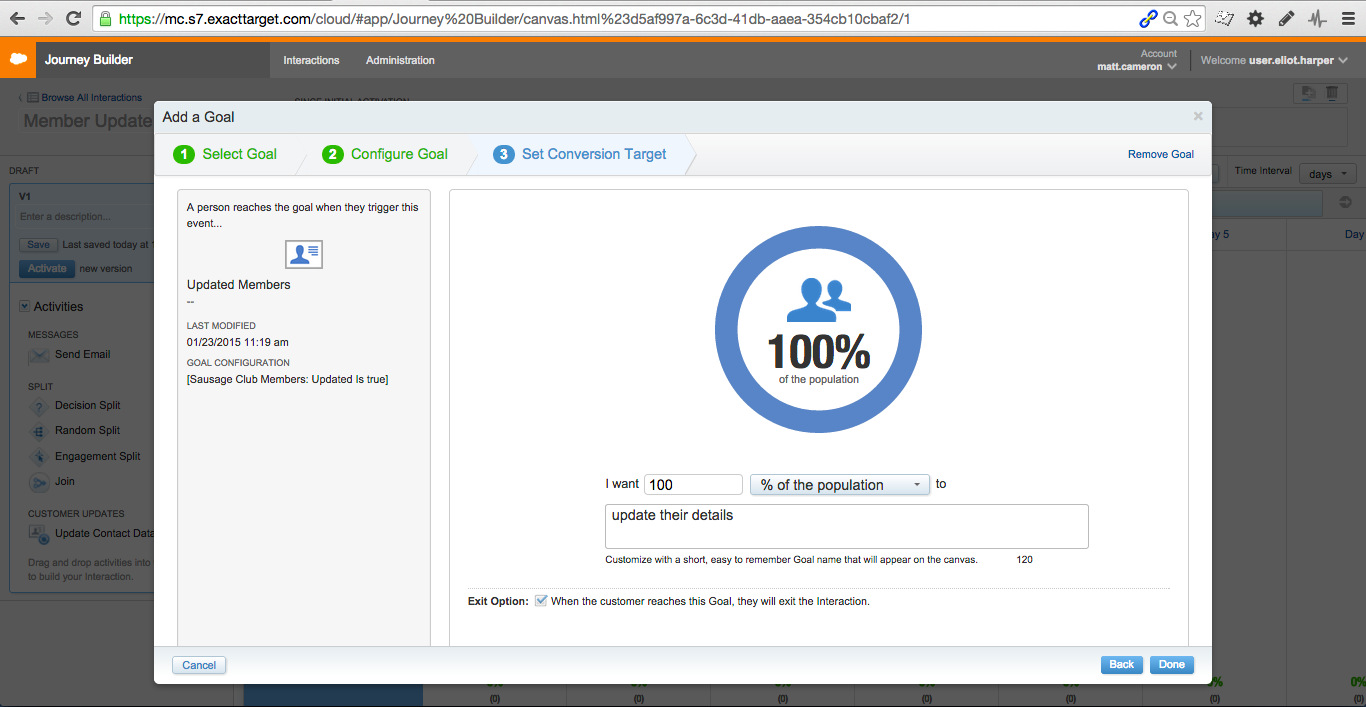 https://mc.s7.exacttarget.com/cloud/#app/Journey%20Builder/canvas.html%23d5af997a-6c3d-41db-aaea-354cb10cbaf2/1
Journey Builder
Interactions
Administration
Account
matt.cameron
Welcome user.eliot.harper
Browse All Interactions
SINCE INITIAL ACTIVATION
Member Update
Add a Goal
×
1 Select Goal
2 Configure Goal
3 Set Conversion Target
Remove Goal
DRAFT
V1
Enter a description...
Save Last saved today at
Activate new version
Activities
MESSAGES
Send Email
SPLIT
Decision Split
Random Split
Engagement Split
Join
CUSTOMER UPDATES
Update Contact Data
Drag and drop activities into
to build your Interaction.
A person reaches the goal when they trigger this
event...
Updated Members
--
LAST MODIFIED
01/23/2015 11:19 am
GOAL CONFIGURATION
[Sausage Club Members: Updated Is true]
100%
of the population
I want 100 % of the population to
update their details
Customize with a short, easy to remember Goal name that will appear on the canvas. 120
Exit Option: When the customer reaches this Goal, they will exit the Interaction.
Cancel
Back
Done
Time Interval days
5
Day
(0) (0) (0) (0) (0) (0) (0)